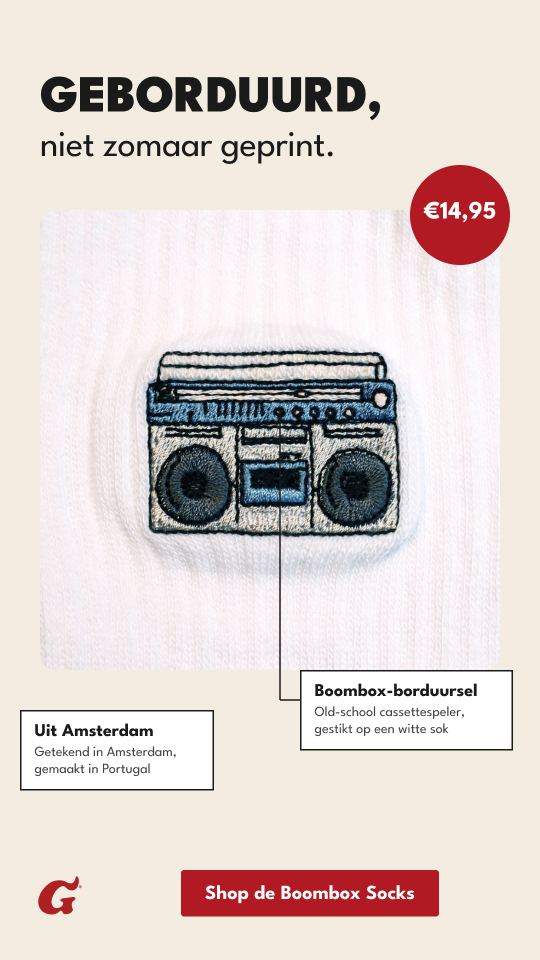 GEBORDUURD,
niet zomaar geprint.
€14,95
Boombox-borduursel
Old-school cassettespeler,
gestikt op een witte sok
Uit Amsterdam
Getekend in Amsterdam,
gemaakt in Portugal
G
Shop de Boombox Socks